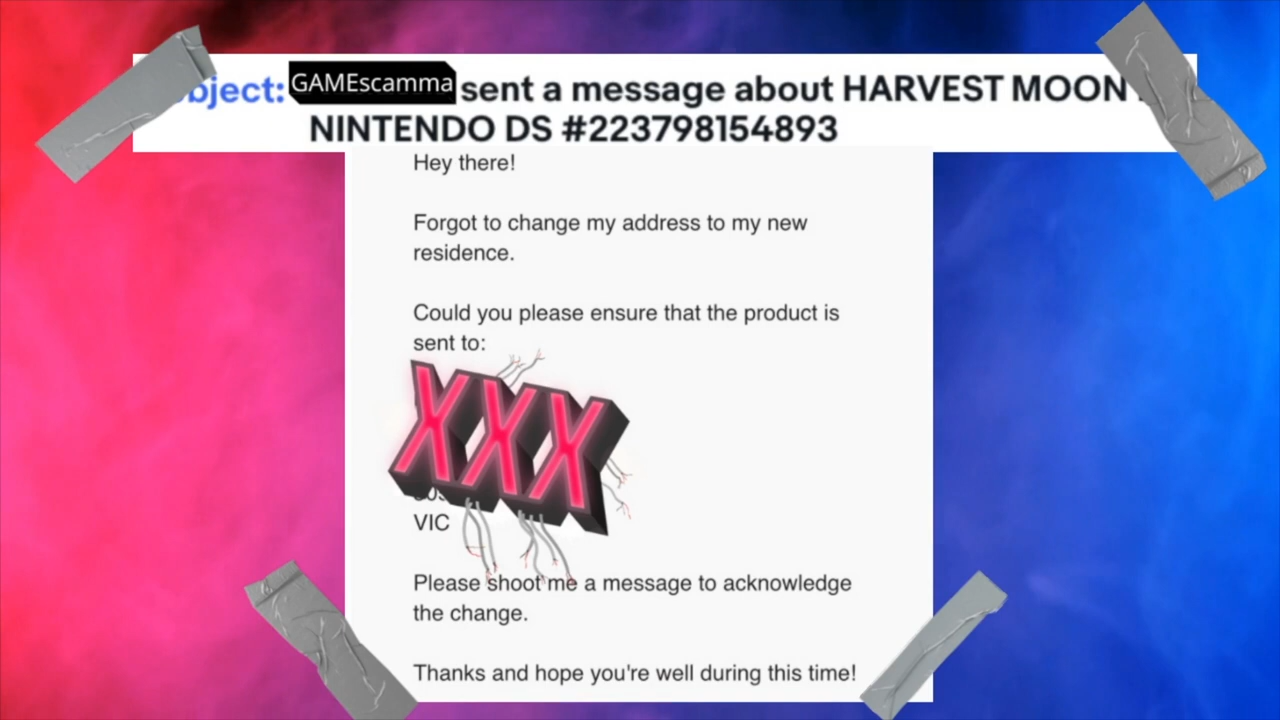 bject: GAMEscamma sent a message about HARVEST MOON
NINTENDO DS #223798154893
Hey there!
Forgot to change my address to my new
residence.
Could you please ensure that the product is
sent to:
XXX
VIC
Please shoot me a message to acknowledge
the change.
Thanks and hope you're well during this time!